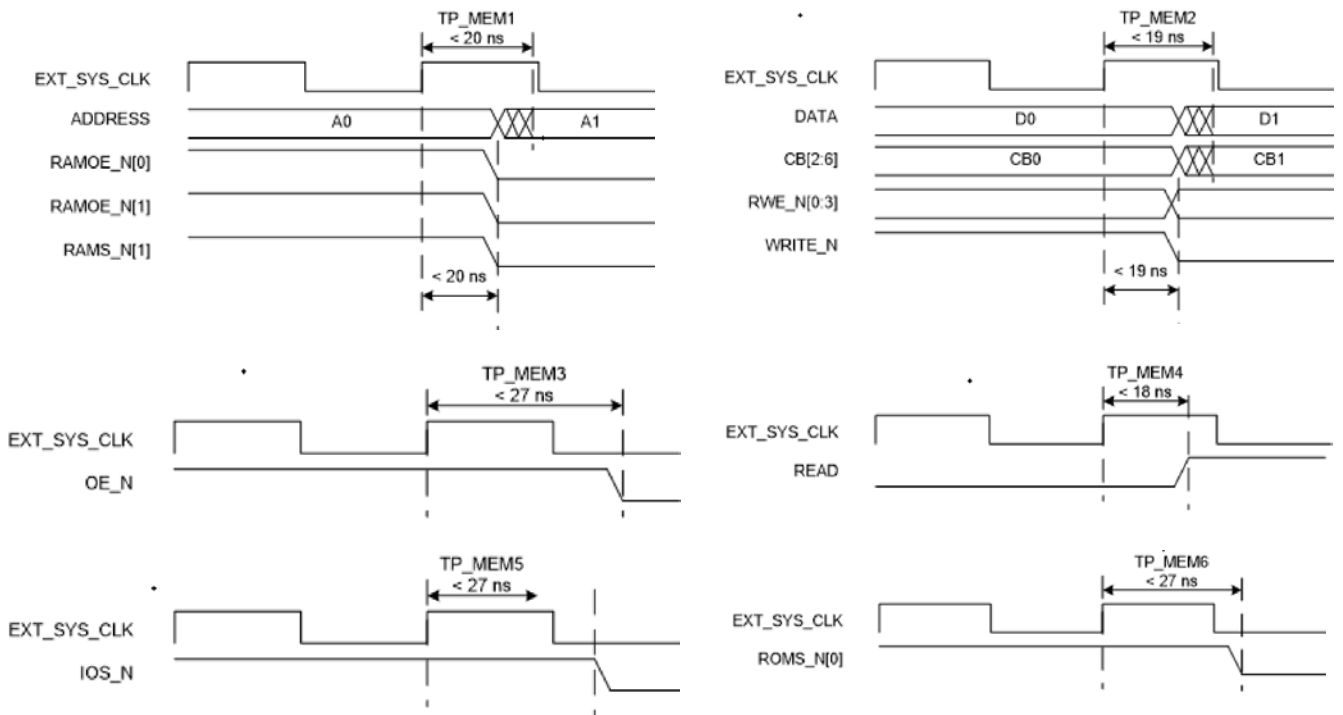 TP_MEM1
< 20 ns
EXT_SYS_CLK
ADDRESS
A0
A1
RAMOE_N[0]
RAMOE_N[1]
RAMS_N[1]
< 20 ns
TP_MEM2
< 19 ns
EXT_SYS_CLK
DATA
D0
D1
CB[2:6]
CB0
CB1
RWE_N[0:3]
WRITE_N
< 19 ns
TP_MEM3
< 27 ns
EXT_SYS_CLK
OE_N
TP_MEM4
< 18 ns
EXT_SYS_CLK
READ
TP_MEM5
< 27 ns
EXT_SYS_CLK
IOS_N
TP_MEM6
< 27 ns
EXT_SYS_CLK
ROMS_N[0]